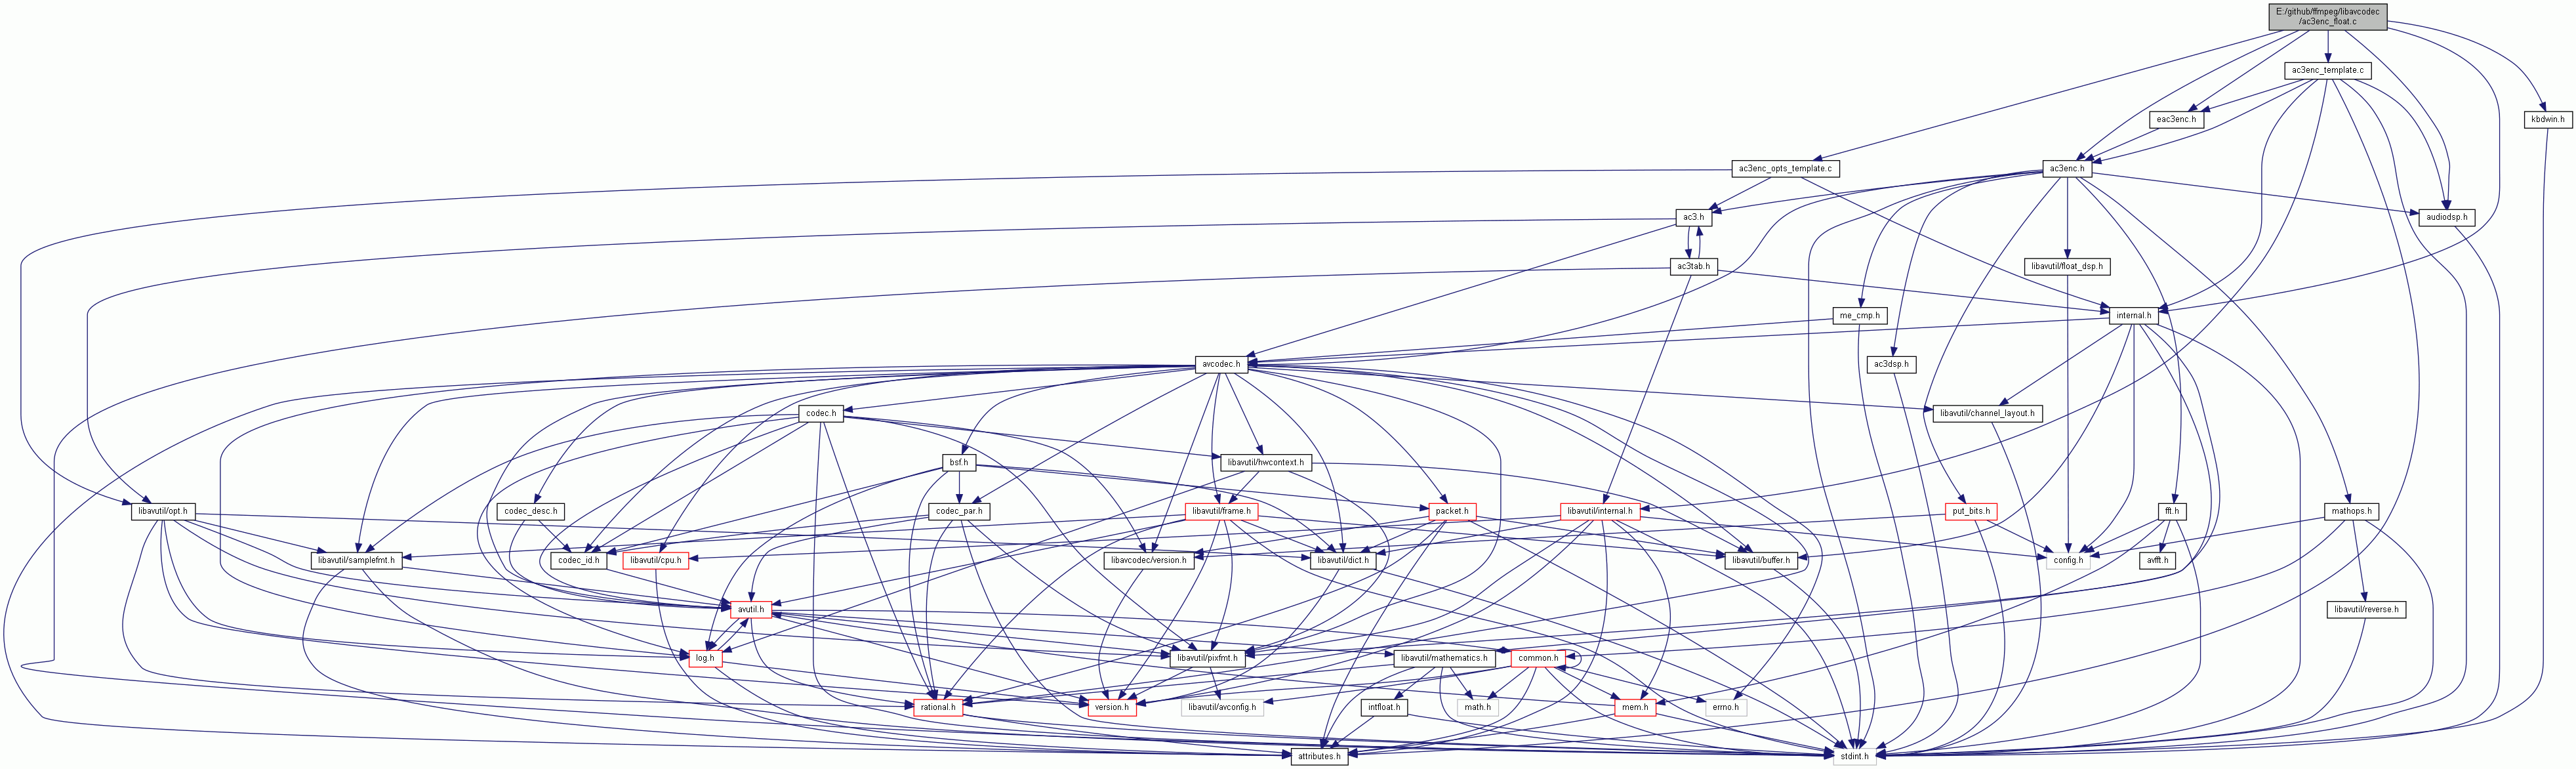 E:/github/ffmpeg/libavcodec
/ac3enc_float.c
ac3enc_template.c
eac3enc.h
kbdwin.h
ac3enc_opts_template.c
ac3enc.h
ac3.h
audiodsp.h
ac3tab.h
libavutil/float_dsp.h
me_cmp.h
internal.h
avcodec.h
ac3dsp.h
codec.h
libavutil/channel_layout.h
bsf.h
libavutil/hwcontext.h
libavutil/opt.h
codec_desc.h
codec_par.h
libavutil/frame.h
packet.h
libavutil/internal.h
put_bits.h
fft.h
mathops.h
libavutil/samplefmt.h
codec_id.h
libavutil/cpu.h
libavcodec/version.h
libavutil/dict.h
libavutil/buffer.h
config.h
avfft.h
avutil.h
libavutil/reverse.h
log.h
libavutil/pixfmt.h
libavutil/mathematics.h
common.h
rational.h
version.h
libavutil/avconfig.h
intfloat.h
math.h
mem.h
errno.h
attributes.h
stdint.h